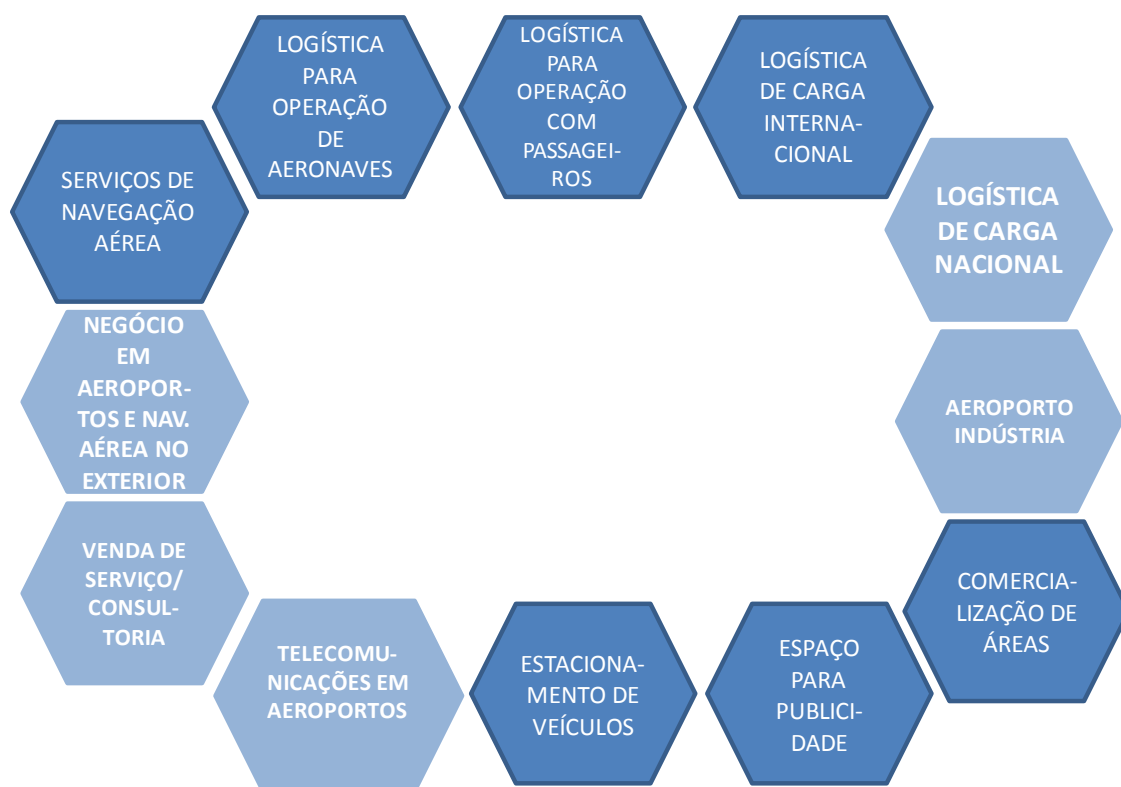 LOGÍSTICA
PARA
OPERAÇÃO
DE
AERONAVES
LOGÍSTICA
PARA
OPERAÇÃO
COM
PASSAGEI-
ROS
LOGÍSTICA
DE CARGA
INTERNA-
CIONAL
LOGÍSTICA
DE CARGA
NACIONAL
AEROPORTO
INDÚSTRIA
COMERCIA-
LIZAÇÃO DE
ÁREAS
ESPAÇO
PARA
PUBLICI-
DADE
ESTACIONA-
MENTO DE
VEÍCULOS
TELECOMU-
NICAÇÕES EM
AEROPORTOS
VENDA DE
SERVIÇO/
CONSUL-
TORIA
NEGÓCIO
EM
AEROPOR-
TOS E NAV.
AÉREA NO
EXTERIOR
SERVIÇOS DE
NAVEGAÇÃO
AÉREA